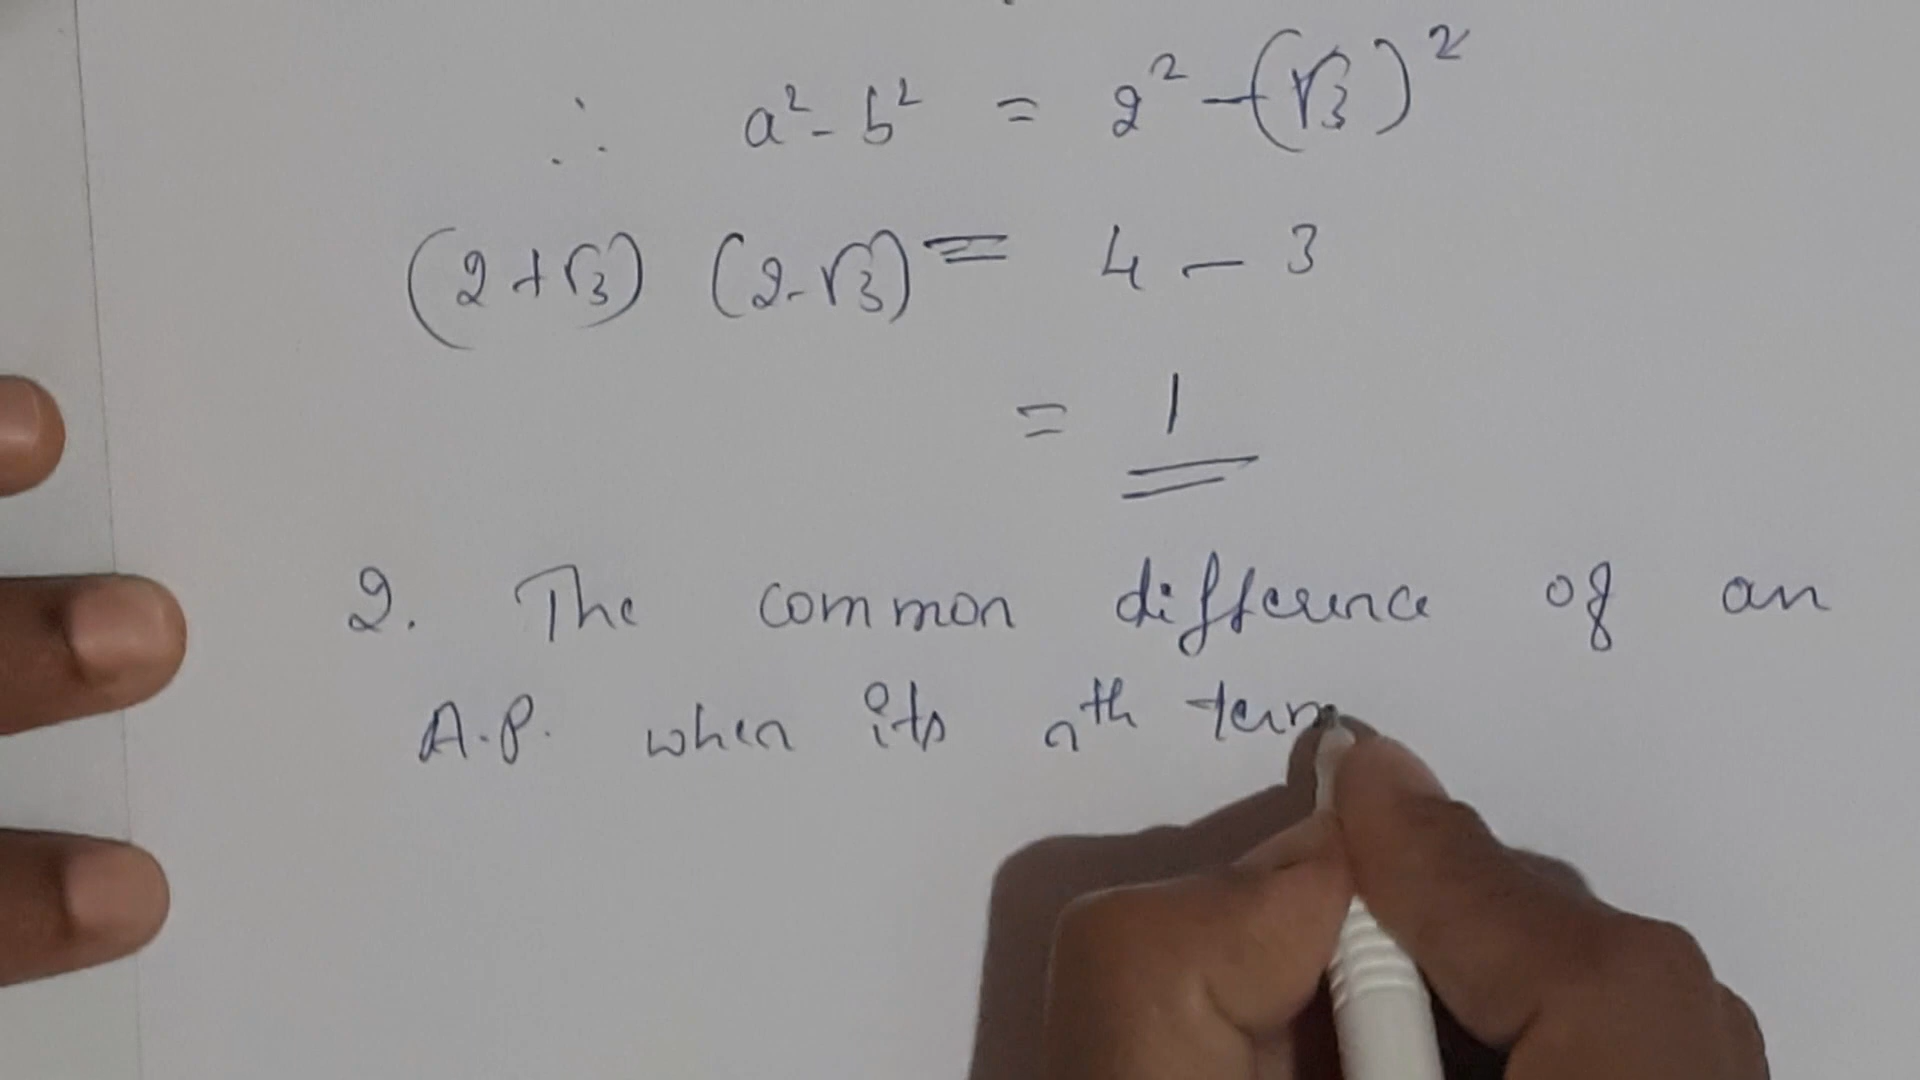 ∴ a² - b² = 2² - (√3)²
(2 + √3) (2 - √3) = 4 - 3
= 1
2. The common difference of an
A.P. when its nth term